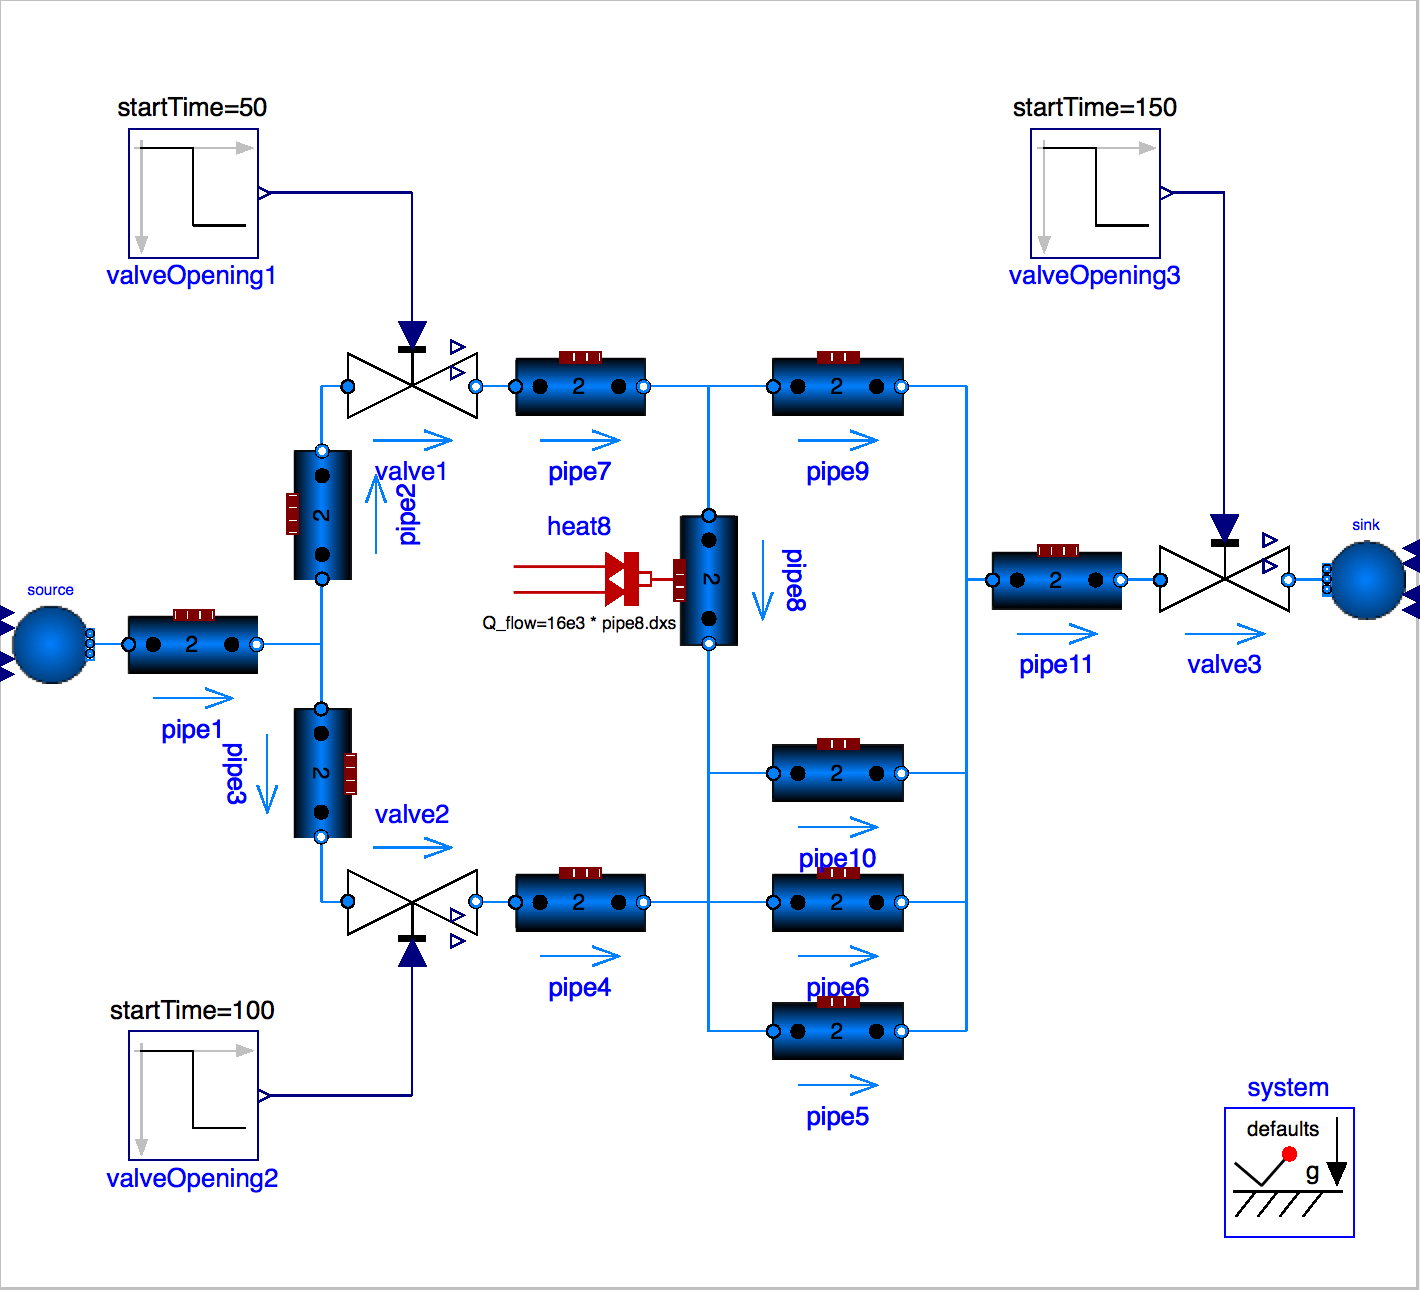 startTime=50
startTime=150
valveOpening1
valveOpening3
2
2
valve1
pipe7
pipe9
pipe2
2
heat8
sink
2
pipe8
2
source
Q_flow=16e3 * pipe8.dxs
2
pipe11
valve3
pipe1
pipe3
2
2
valve2
pipe10
2
2
pipe4
pipe6
startTime=100
2
pipe5
system
defaults
g
valveOpening2